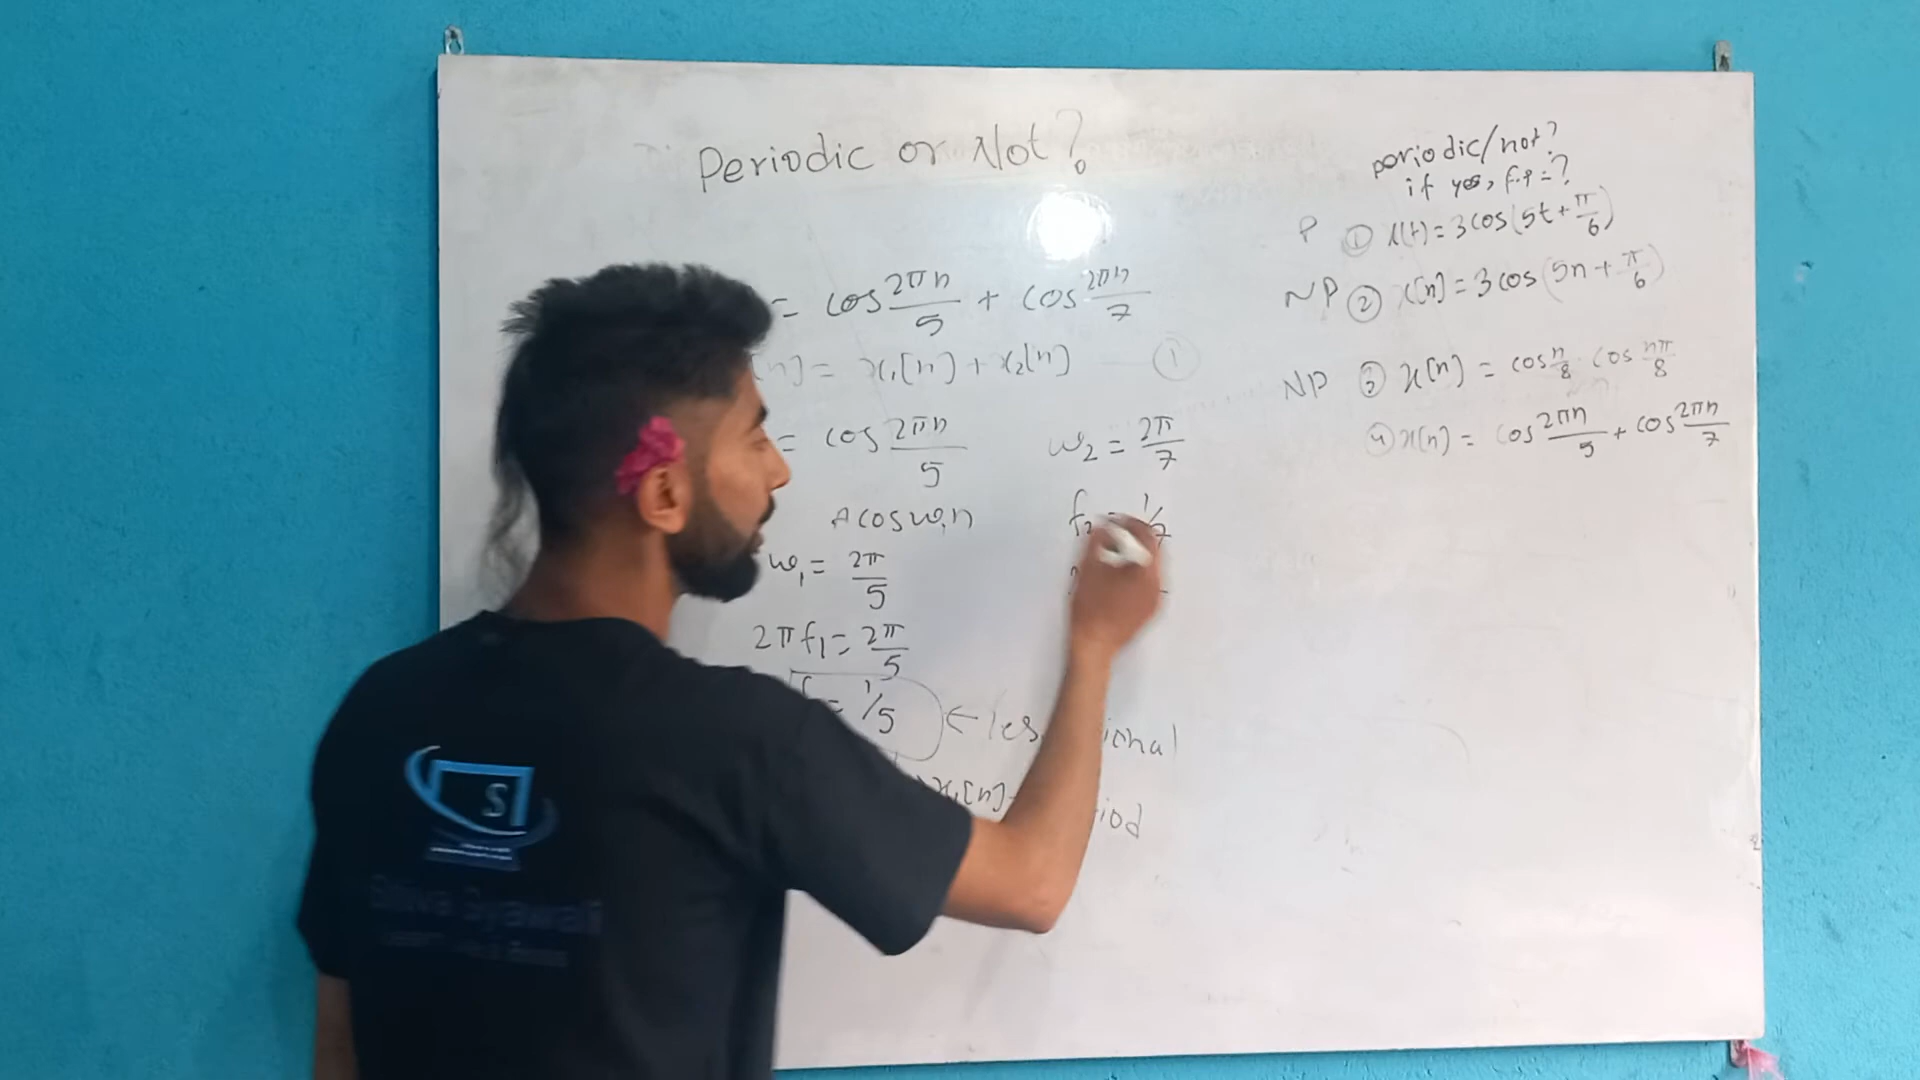 Periodic or Not?
= cos 2πn/5 + cos 2πn/7
[n] = x₁[n] + x₂[n] ①
= cos 2πn/5
A cos ω₁n
ω₁ = 2π/5
2πf₁ = 2π/5
= 1/5 ←
x₁[n]
ω₂ = 2π/7
f₂ = 1/7
periodic/not?
if yes, f.p = ?
P ① x(t) = 3cos(5t + π/6)
NP ② x[n] = 3cos(5n + π/6)
NP ③ x[n] = cos n/8 cos nπ/8
④ x(n) = cos 2πn/5 + cos 2πn/7
S